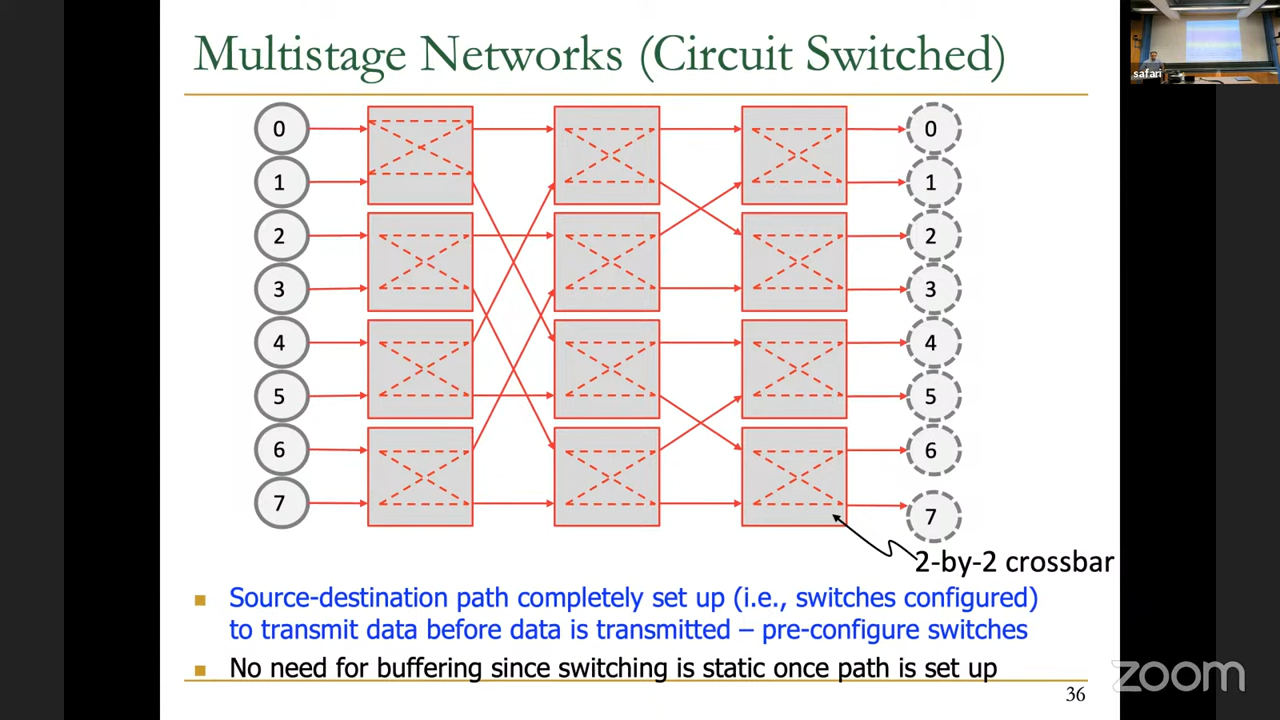 Multistage Networks (Circuit Switched)
safari
0
0
1
1
2
2
3
3
4
4
5
5
6
6
7
7
2-by-2 crossbar
Source-destination path completely set up (i.e., switches configured)
to transmit data before data is transmitted – pre-configure switches
No need for buffering since switching is static once path is set up
36
zoom